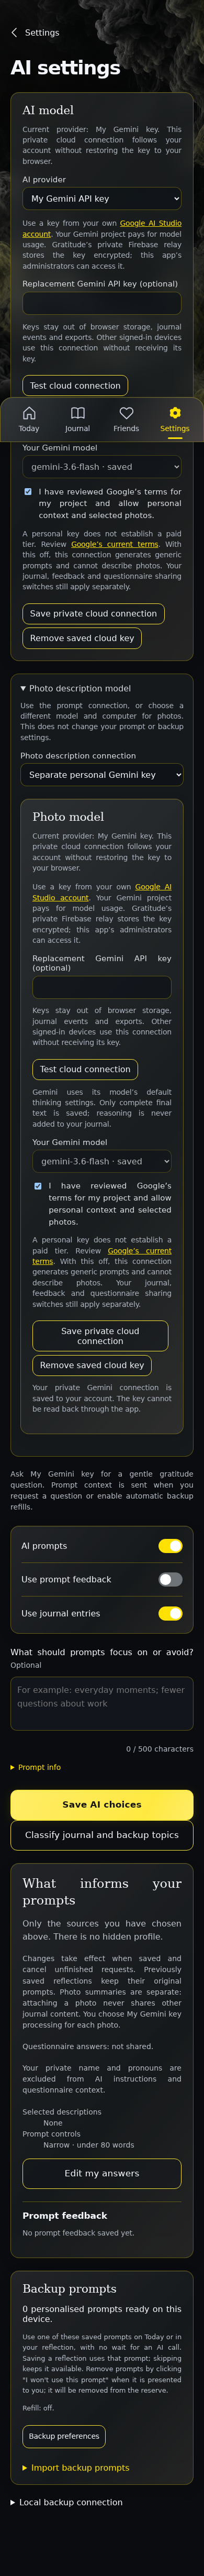 Settings
AI settings
AI model
Current provider: My Gemini key. This
private cloud connection follows your
account without restoring the key to your
browser.
AI provider
My Gemini API key
Use a key from your own Google AI Studio
account. Your Gemini project pays for model
usage. Gratitude's private Firebase relay
stores the key encrypted; this app's
administrators can access it.
Replacement Gemini API key (optional)
Keys stay out of browser storage, journal
events and exports. Other signed-in devices
use this connection without receiving its
key.
Test cloud connection
Today
Journal
Friends
Settings
Your Gemini model
gemini-3.6-flash · saved
I have reviewed Google's terms for
my project and allow personal
context and selected photos.
A personal key does not establish a paid
tier. Review Google's current terms. With
this off, this connection generates generic
prompts and cannot describe photos. Your
journal, feedback and questionnaire sharing
switches still apply separately.
Save private cloud connection
Remove saved cloud key
▼ Photo description model
Use the prompt connection, or choose a
different model and computer for photos.
This does not change your prompt or backup
settings.
Photo description connection
Separate personal Gemini key
Photo model
Current provider: My Gemini key. This
private cloud connection follows your
account without restoring the key to
your browser.
Use a key from your own Google AI
Studio account. Your Gemini project
pays for model usage. Gratitude's
private Firebase relay stores the key
encrypted; this app's administrators
can access it.
Replacement Gemini API key
(optional)
Keys stay out of browser storage,
journal events and exports. Other
signed-in devices use this connection
without receiving its key.
Test cloud connection
Gemini uses its model's default
thinking settings. Only complete final
text is saved; reasoning is never
added to your journal.
Your Gemini model
gemini-3.6-flash · saved
I have reviewed Google's
terms for my project and allow
personal context and selected
photos.
A personal key does not establish a
paid tier. Review Google's current
terms. With this off, this connection
generates generic prompts and cannot
describe photos. Your journal,
feedback and questionnaire sharing
switches still apply separately.
Save private cloud
connection
Remove saved cloud key
Your private Gemini connection is
saved to your account. The key cannot
be read back through the app.
Ask My Gemini key for a gentle gratitude
question. Prompt context is sent when you
request a question or enable automatic backup
refills.
AI prompts
Use prompt feedback
Use journal entries
What should prompts focus on or avoid?
Optional
For example: everyday moments; fewer
questions about work
0 / 500 characters
▶ Prompt info
Save AI choices
Classify journal and backup topics
What informs your
prompts
Only the sources you have chosen
above. There is no hidden profile.
Changes take effect when saved and
cancel unfinished requests. Previously
saved reflections keep their original
prompts. Photo summaries are separate:
attaching a photo never shares other
journal content. You choose My Gemini key
processing for each photo.
Questionnaire answers: not shared.
Your private name and pronouns are
excluded from AI instructions and
questionnaire context.
Selected descriptions
None
Prompt controls
Narrow · under 80 words
Edit my answers
Prompt feedback
No prompt feedback saved yet.
Backup prompts
0 personalised prompts ready on this
device.
Use one of these saved prompts on Today or in
your reflection, with no wait for an AI call.
Saving a reflection uses that prompt; skipping
keeps it available. Remove prompts by clicking
"I won't use this prompt" when it is presented
to you; it will be removed from the reserve.
Refill: off.
Backup preferences
▶ Import backup prompts
▶ Local backup connection